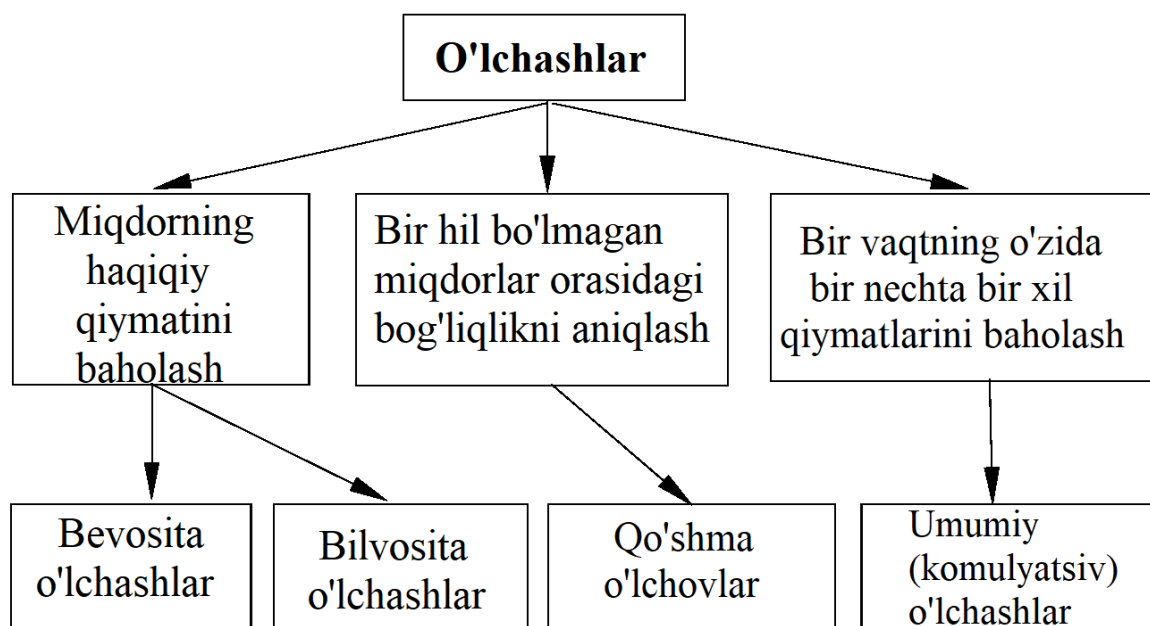 O'lchashlar
Miqdorning
haqiqiy
qiymatini
baholash
Bir hil bo'lmagan
miqdorlar orasidagi
bog'liqlikni aniqlash
Bir vaqtning o'zida
bir nechta bir xil
qiymatlarini baholash
Bevosita
o'lchashlar
Bilvosita
o'lchashlar
Qo'shma
o'lchovlar
Umumiy
(komulyatsiv)
o'lchashlar